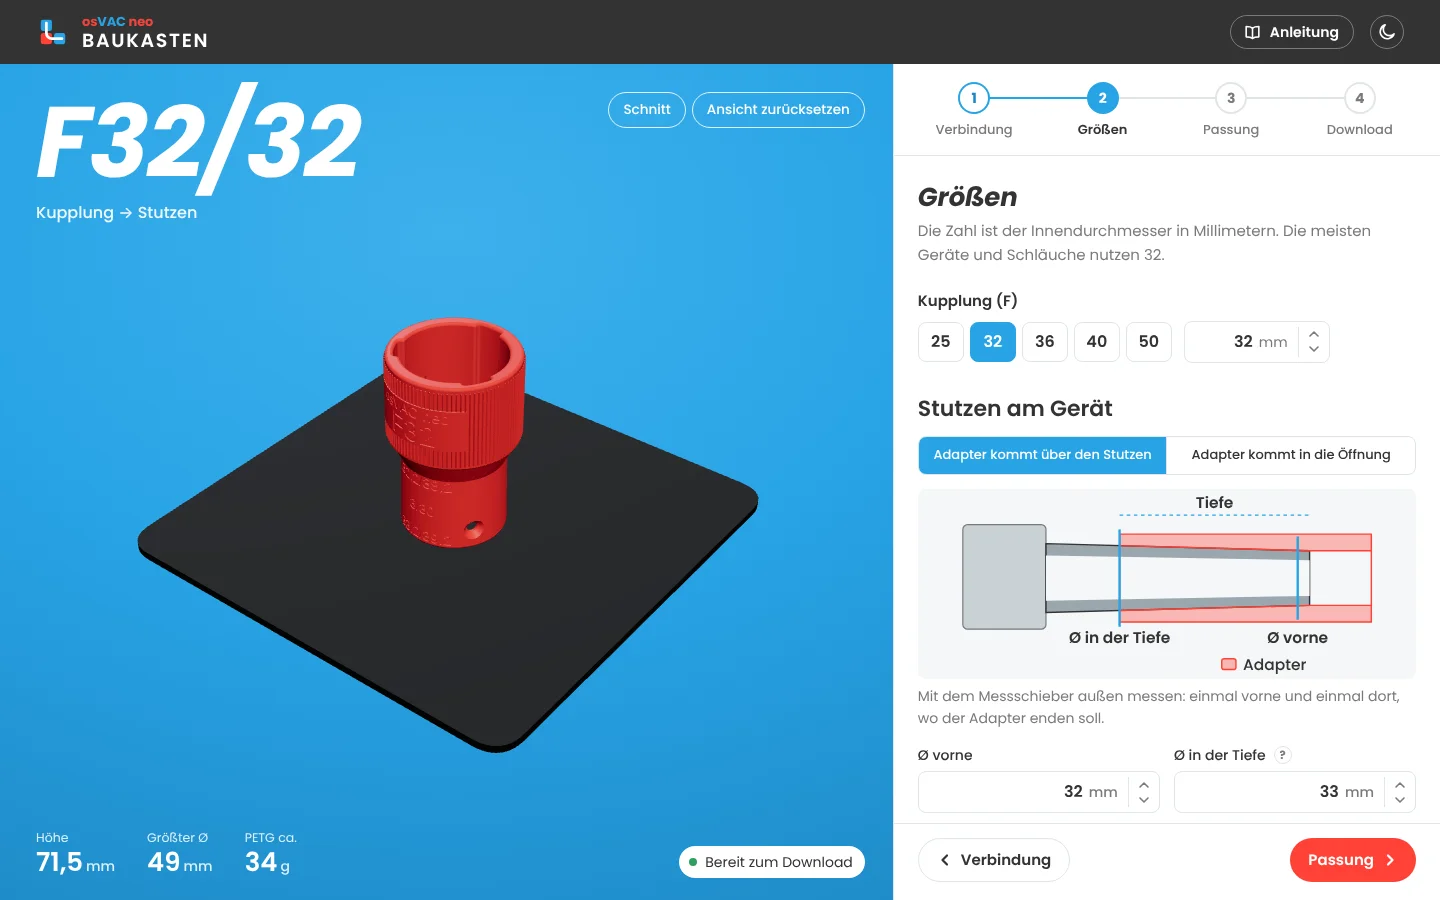 osVAC neo
BAUKASTEN
Anleitung
F32/32
Kupplung → Stutzen
Schnitt
Ansicht zurücksetzen
1
2
3
4
Verbindung
Größen
Passung
Download
Größen
Die Zahl ist der Innendurchmesser in Millimetern. Die meisten
Geräte und Schläuche nutzen 32.
Kupplung (F)
25
32
36
40
50
32 mm
Stutzen am Gerät
Adapter kommt über den Stutzen
Adapter kommt in die Öffnung
Tiefe
Ø in der Tiefe
Ø vorne
Adapter
Mit dem Messschieber außen messen: einmal vorne und einmal dort,
wo der Adapter enden soll.
Ø vorne
Ø in der Tiefe ?
32 mm
33 mm
Höhe
71,5 mm
Größter Ø
49 mm
PETG ca.
34 g
Bereit zum Download
Verbindung
Passung